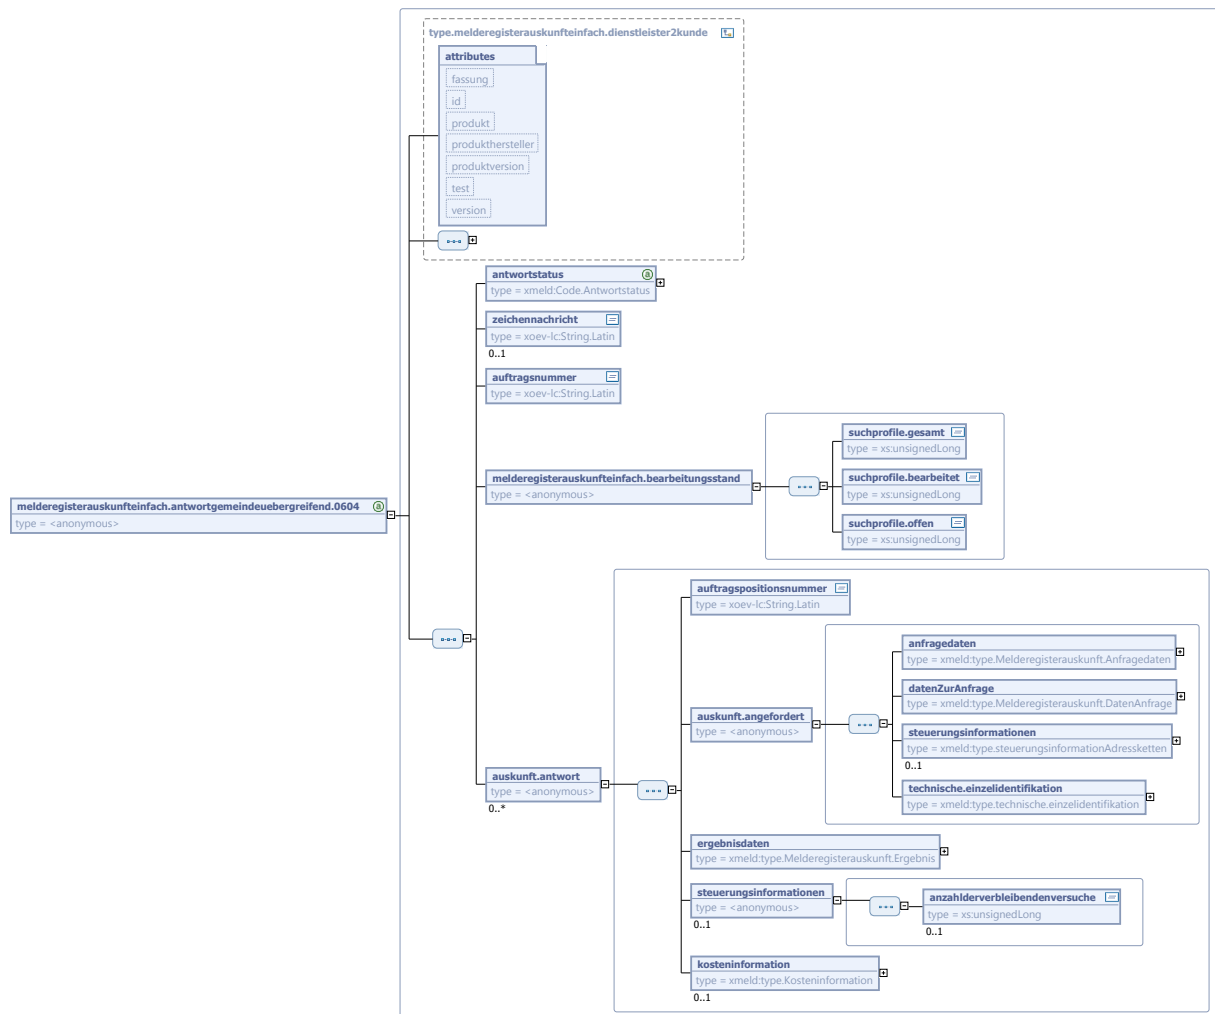 type.melderegisterauskunfteinfach.dienstleister2kunde
attributes
fassung
id
produkt
produkthersteller
produktversion
test
version
antwortstatus
type = xmeld:Code.Antwortstatus
zeichennachricht
type = xoev-lc:String.Latin
0..1
auftragsnummer
type = xoev-lc:String.Latin
melderegisterauskunfteinfach.bearbeitungsstand
type = <anonymous>
suchprofile.gesamt
type = xs:unsignedLong
suchprofile.bearbeitet
type = xs:unsignedLong
suchprofile.offen
type = xs:unsignedLong
melderegisterauskunfteinfach.antwortgemeindeuebergreifend.0604
type = <anonymous>
auskunft.antwort
type = <anonymous>
0..*
auftragspositionsnummer
type = xoev-lc:String.Latin
auskunft.angefordert
type = <anonymous>
anfragedaten
type = xmeld:type.Melderegisterauskunft.Anfragedaten
datenZurAnfrage
type = xmeld:type.Melderegisterauskunft.DatenAnfrage
steuerungsinformationen
type = xmeld:type.steuerungsinformationAdressketten
0..1
technische.einzelidentifikation
type = xmeld:type.technische.einzelidentifikation
ergebnisdaten
type = xmeld:type.Melderegisterauskunft.Ergebnis
steuerungsinformationen
type = <anonymous>
0..1
anzahlderverbleibendenversuche
type = xs:unsignedLong
0..1
kosteninformation
type = xmeld:type.Kosteninformation
0..1